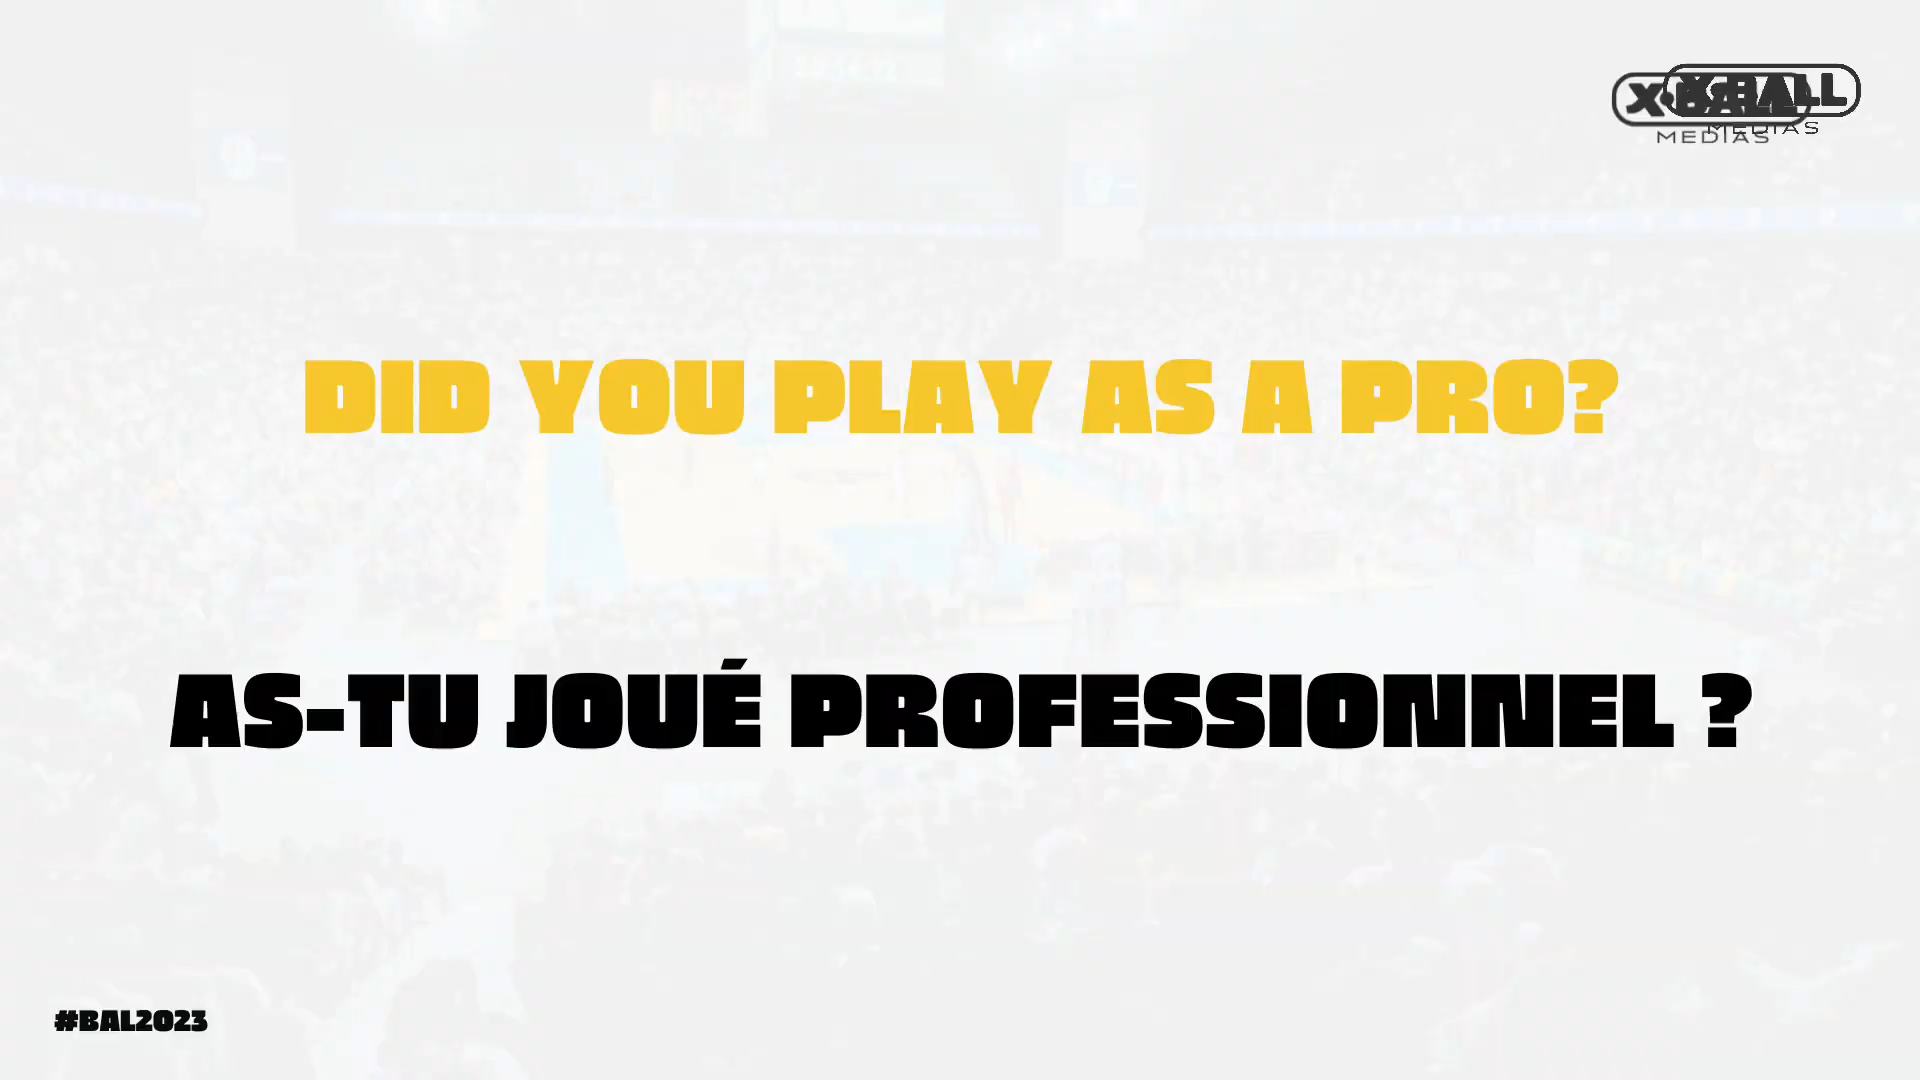 X-BALL
MEDIAS
DID YOU PLAY AS A PRO?
AS-TU JOUÉ PROFESSIONNEL ?
#BAL2023